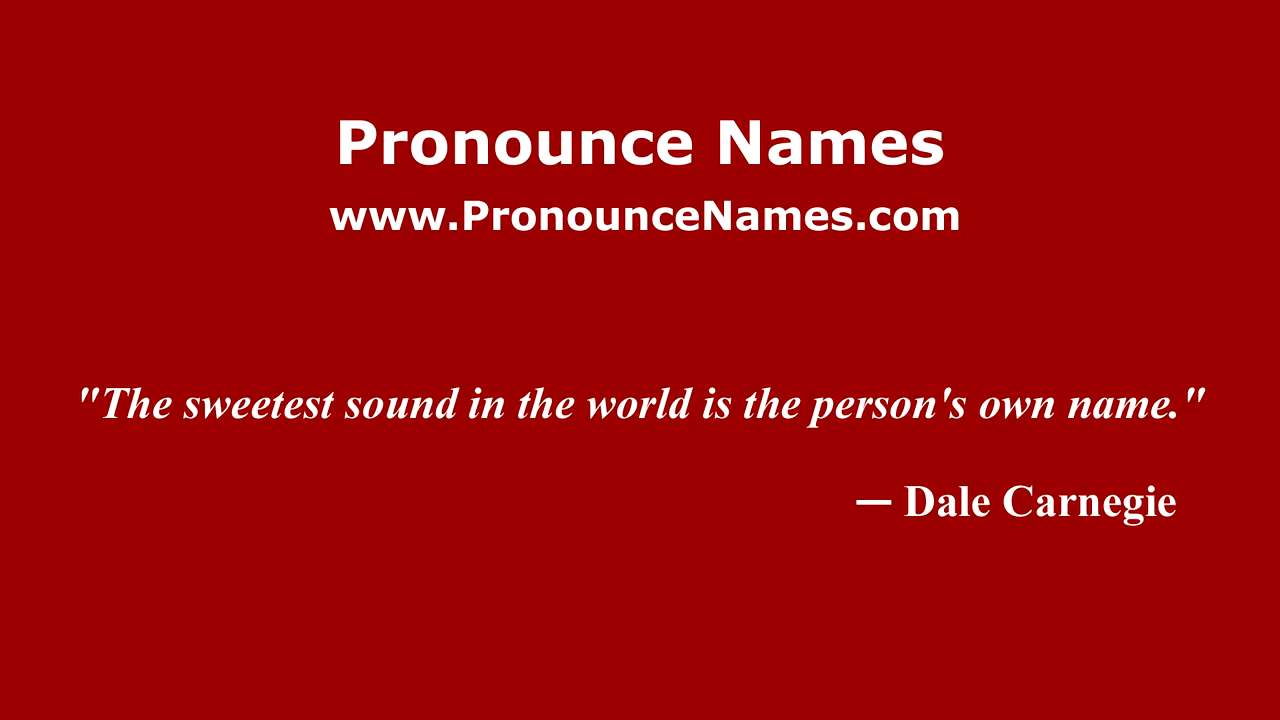 Pronounce Names
www.PronounceNames.com
"The sweetest sound in the world is the person's own name."
— Dale Carnegie